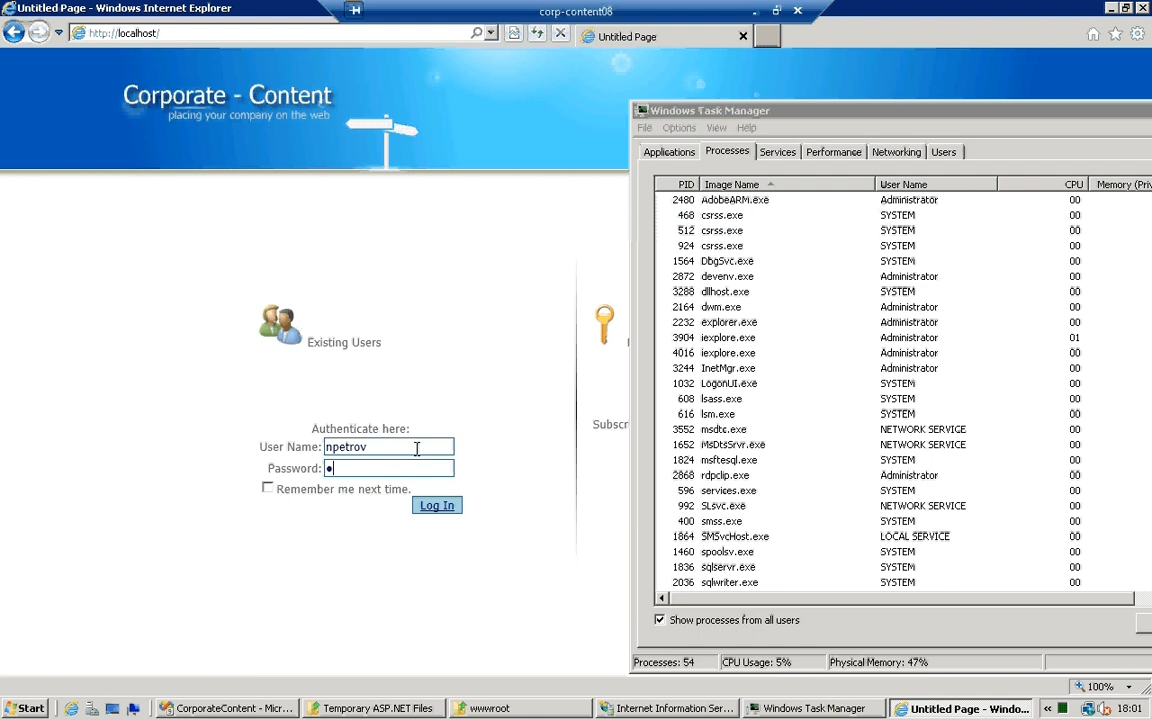 Untitled Page - Windows Internet Explorer
corp-content08
http://localhost/
Untitled Page
Corporate - Content
placing your company on the web
Existing Users
Authenticate here:
User Name: npetrov
Password:
Remember me next time.
Log In
Subscr
Windows Task Manager
File Options View Help
Applications Processes Services Performance Networking Users
PID Image Name User Name CPU Memory (Priv
2480 AdobeARM.exe Administrator 00
468 csrss.exe SYSTEM 00
512 csrss.exe SYSTEM 00
924 csrss.exe SYSTEM 00
1564 DbgSvc.exe SYSTEM 00
2872 devenv.exe Administrator 00
3288 dllhost.exe SYSTEM 00
2164 dwm.exe Administrator 00
2232 explorer.exe Administrator 00
3904 iexplore.exe Administrator 01
4016 iexplore.exe Administrator 00
3244 InetMgr.exe Administrator 00
1032 LogonUI.exe SYSTEM 00
608 lsass.exe SYSTEM 00
616 lsm.exe SYSTEM 00
3552 msdtc.exe NETWORK SERVICE 00
1652 MsDtsSrvr.exe NETWORK SERVICE 00
1824 msftesql.exe SYSTEM 00
2868 rdpclip.exe Administrator 00
596 services.exe SYSTEM 00
992 SLsvc.exe NETWORK SERVICE 00
400 smss.exe SYSTEM 00
1864 SMSvcHost.exe LOCAL SERVICE 00
1460 spoolsv.exe SYSTEM 00
1836 sqlservr.exe SYSTEM 00
2036 sqlwriter.exe SYSTEM 00
Show processes from all users
Processes: 54 CPU Usage: 5% Physical Memory: 47%
100%
Start CorporateContent - Micr... Temporary ASP.NET Files wwwroot Internet Information Ser... Windows Task Manager Untitled Page - Windo... 18:01